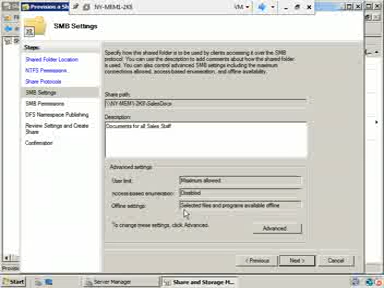 Provision a Sh
NY-MEM1-2K8
VM
SMB Settings
Steps:
Shared Folder Location
NTFS Permissions
Share Protocols
SMB Settings
SMB Permissions
DFS Namespace Publishing
Review Settings and Create Share
Confirmation
Specify how this shared folder is to be used by clients accessing it over the SMB
protocol. You can use the description to add comments about how the shared folder
is used. You can also control advanced SMB settings including the maximum
connections allowed, access-based enumeration, and offline availability.
Share path:
\\NY-MEM1-2K8\SalesDocs
Description:
Documents for all Sales Staff
Advanced settings
User limit:
Maximum allowed
Access-based enumeration:
Disabled
Offline settings:
Selected files and programs available offline
To change these settings, click Advanced.
Advanced
< Previous
Next >
Cancel
Provision
Start
Server Manager
Share and Storage M...